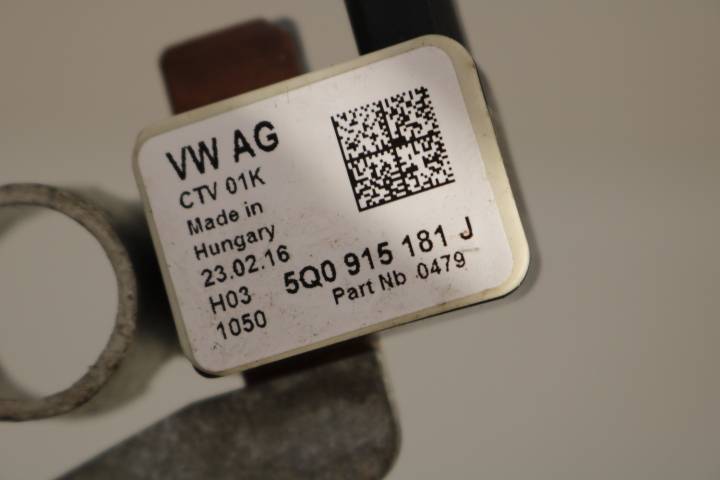 VW AG
CTV 01K
Made in
Hungary
23.02.16
H03
1050
5Q0 915 181 J
Part Nb 0479